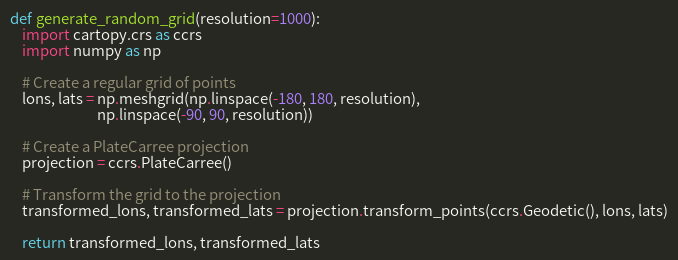 def generate_random_grid(resolution=1000):
import cartopy.crs as ccrs
import numpy as np
# Create a regular grid of points
lons, lats = np.meshgrid(np.linspace(-180, 180, resolution),
np.linspace(-90, 90, resolution))
# Create a PlateCarree projection
projection = ccrs.PlateCarree()
# Transform the grid to the projection
transformed_lons, transformed_lats = projection.transform_points(ccrs.Geodetic(), lons, lats)
return transformed_lons, transformed_lats